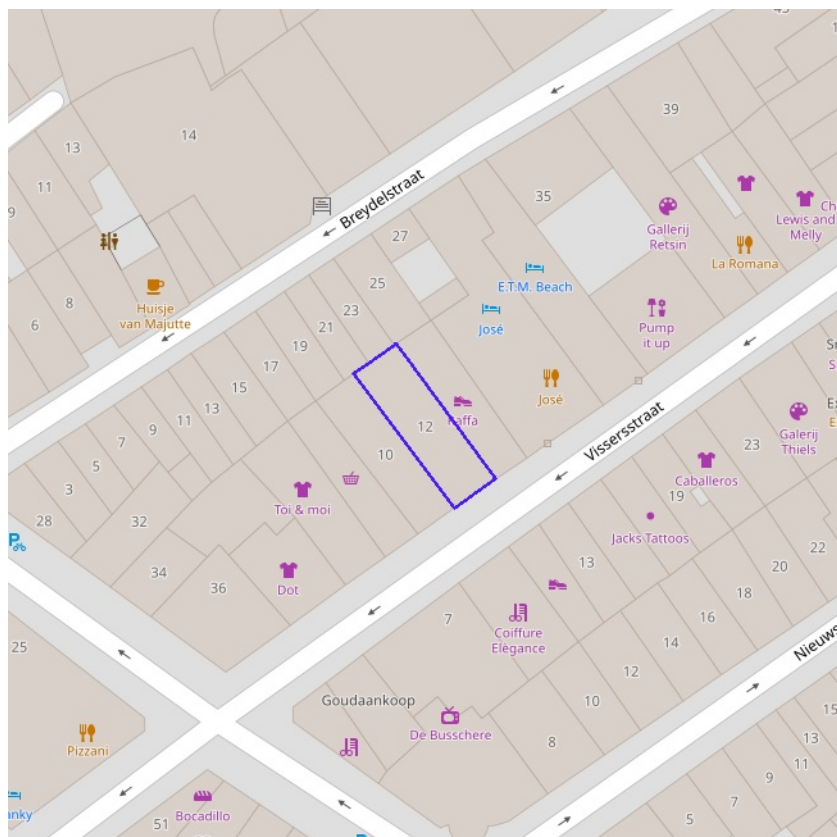 43
39
13
14
11
9
35
Breydelstraat
Ch
Lewis and
Melly
Gallerij
Retsin
27
La Romana
E.T.M. Beach
25
8
Huisje
van Majutte
6
23
José
21
Pump
it up
19
17
José
15
Raffa
13
11
9
7
5
3
12
10
Vissersstraat
Galerij
Thiels
23
Caballeros
19
Toi & moi
28
32
Jacks Tattoos
22
34
36
Dot
13
20
18
16
7
Coiffure
Elègance
14
12
10
25
Goudaankoop
De Busschere
8
Pizzani
15
13
11
9
7
5
Bocadillo
51